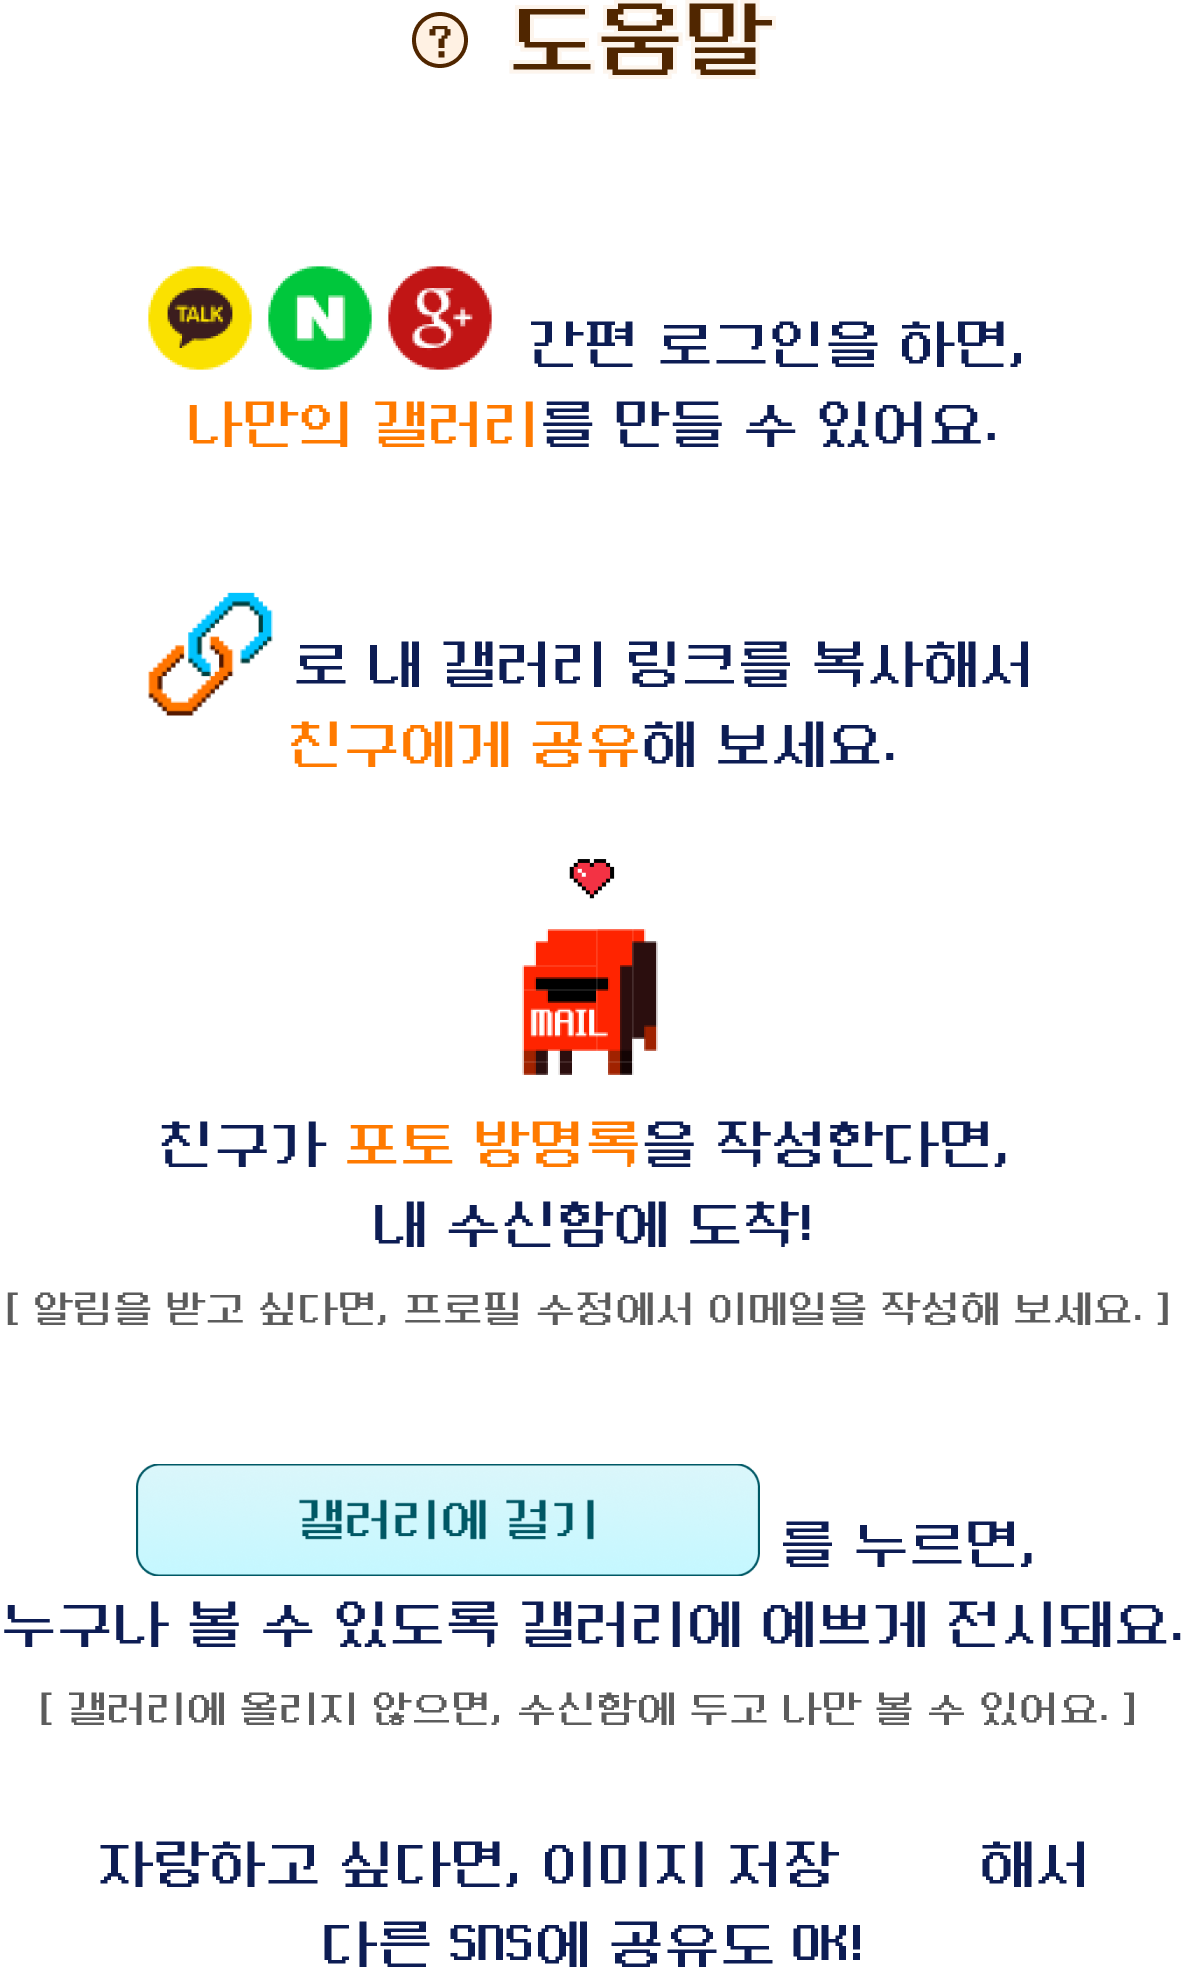 ? 도움말
TALK N g+ 간편 로그인을 하면,
나만의 갤러리를 만들 수 있어요.
로 내 갤러리 링크를 복사해서
친구에게 공유해 보세요.
MAIL
친구가 포토 방명록을 작성한다면,
내 수신함에 도착!
[ 알림을 받고 싶다면, 프로필 수정에서 이메일을 작성해 보세요. ]
갤러리에 걸기 를 누르면,
누구나 볼 수 있도록 갤러리에 예쁘게 전시돼요.
[ 갤러리에 올리지 않으면, 수신함에 두고 나만 볼 수 있어요. ]
자랑하고 싶다면, 이미지 저장 해서
다른 SNS에 공유도 OK!